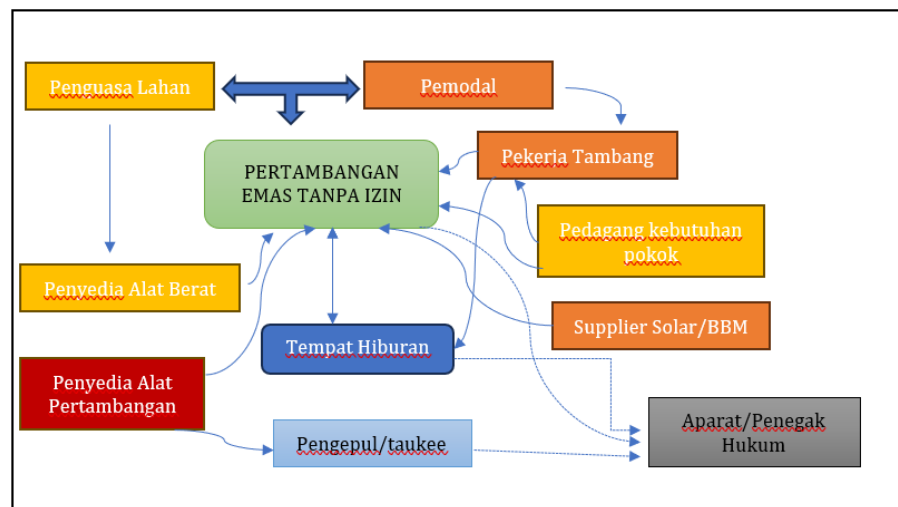 Penguasa Lahan
Pemodal
PERTAMBANGAN
EMAS TANPA IZIN
Pekeria Tambang
Pedagang kebutuhan
pokok
Penyedia Alat Berat
Supplier Solar/BBM
Tempat Hiburan
Penyedia Alat
Pertambangan
Pengepul/taukee
Aparat/Penegak
Hukum